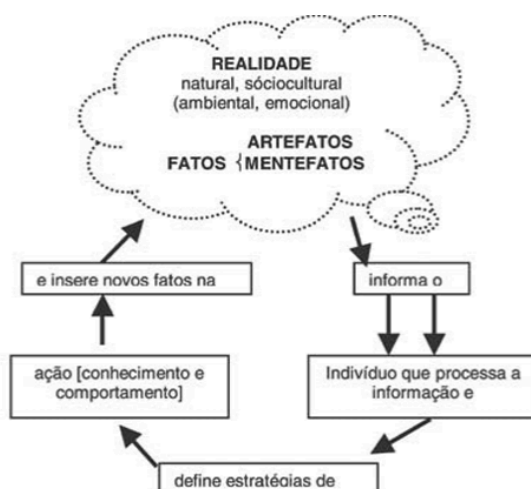 REALIDADE
natural, sóciocultural
(ambiental, emocional)
ARTEFATOS
FATOS {MENTEFATOS
informa o
Indivíduo que processa a
informação e
define estratégias de
ação [conhecimento e
comportamento]
e insere novos fatos na